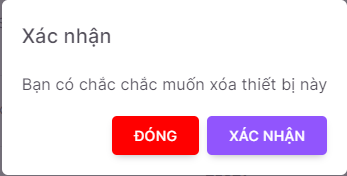 Xác nhận
Bạn có chắc chắc muốn xóa thiết bị này
ĐÓNG
XÁC NHẬN